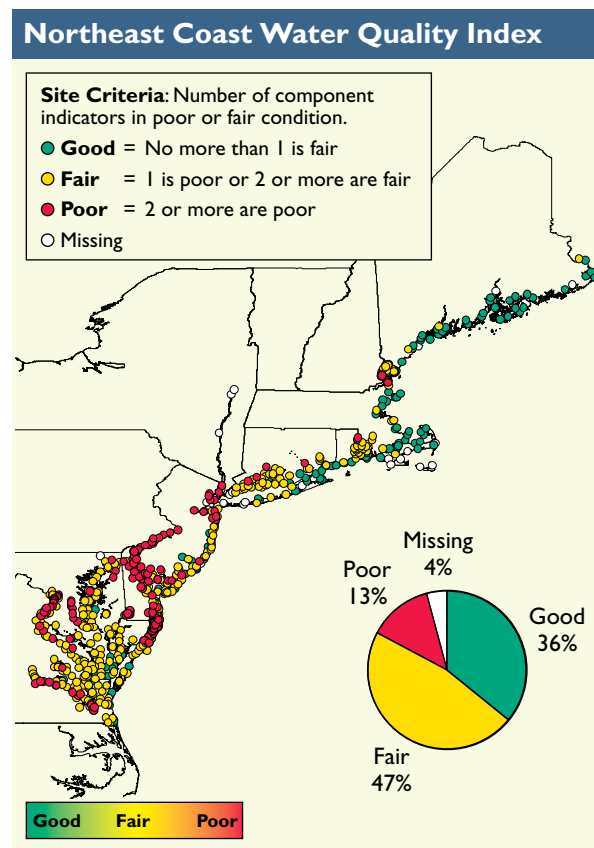 Northeast Coast Water Quality Index
Site Criteria: Number of component
indicators in poor or fair condition.
Good = No more than 1 is fair
Fair = 1 is poor or 2 or more are fair
Poor = 2 or more are poor
Missing
Missing
4%
Poor
13%
Good
36%
Fair
47%
Good Fair Poor